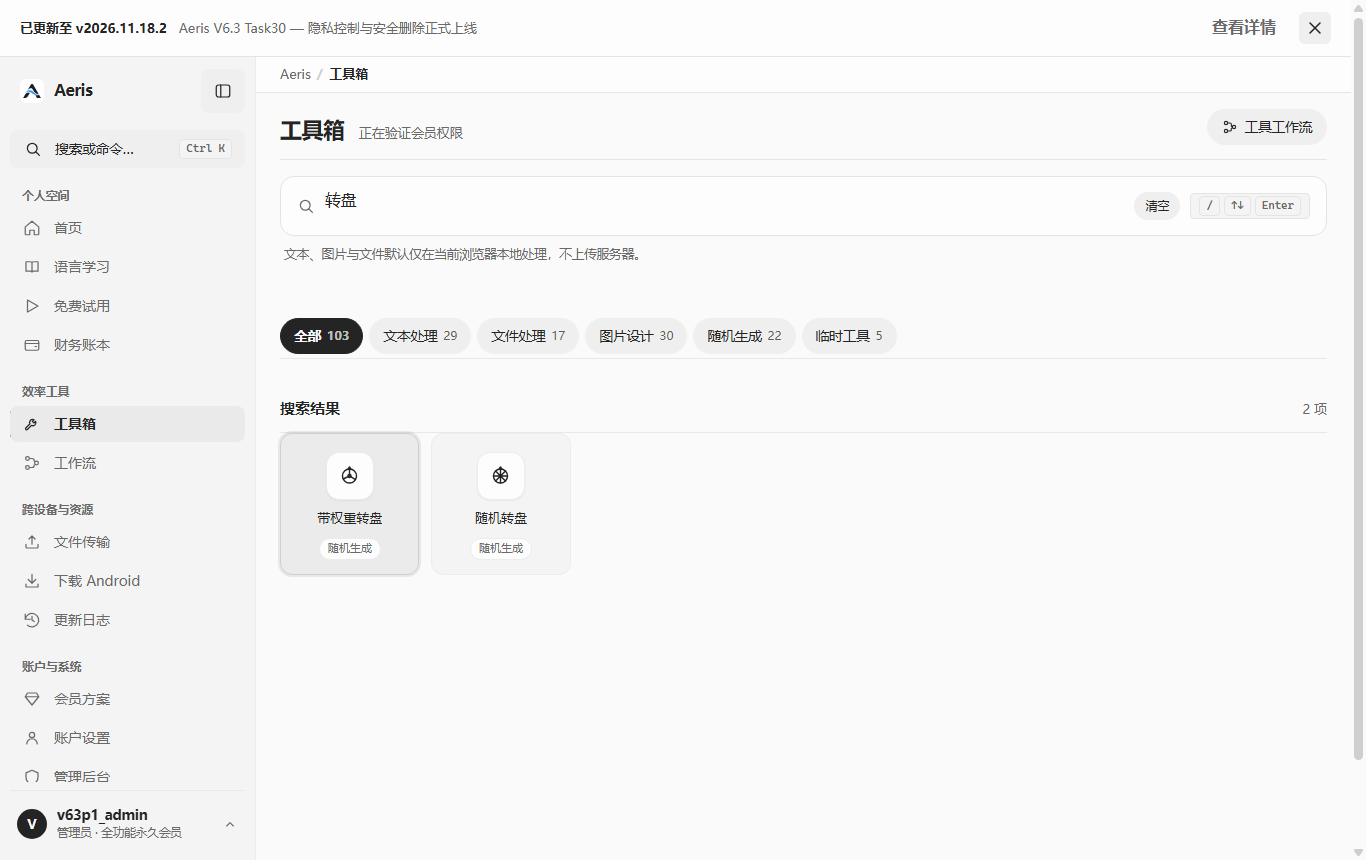 已更新至 v2026.11.18.2 Aeris V6.3 Task30 — 隐私控制与安全删除正式上线 查看详情
Aeris
搜索或命令... Ctrl K
个人空间
首页
语言学习
免费试用
财务账本
效率工具
工具箱
工作流
跨设备与资源
文件传输
下载 Android
更新日志
账户与系统
会员方案
账户设置
管理后台
V v63p1_admin
管理员 · 全功能永久会员
Aeris / 工具箱
工具箱 正在验证会员权限 工具工作流
转盘 清空 / ↑↓ Enter
文本、图片与文件默认仅在当前浏览器本地处理，不上传服务器。
全部 103 文本处理 29 文件处理 17 图片设计 30 随机生成 22 临时工具 5
搜索结果 2 项
带权重转盘 随机转盘
随机生成 随机生成